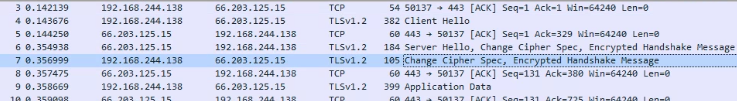 3 0.142139 192.168.244.138 66.203.125.15 TCP 54 50137 → 443 [ACK] Seq=1 Ack=1 Win=64240 Len=0
4 0.143676 192.168.244.138 66.203.125.15 TLSv1.2 382 Client Hello
5 0.144250 66.203.125.15 192.168.244.138 TCP 60 443 → 50137 [ACK] Seq=1 Ack=329 Win=64240 Len=0
6 0.354938 66.203.125.15 192.168.244.138 TLSv1.2 184 Server Hello, Change Cipher Spec, Encrypted Handshake Message
7 0.356999 192.168.244.138 66.203.125.15 TLSv1.2 105 Change Cipher Spec, Encrypted Handshake Message
8 0.357475 66.203.125.15 192.168.244.138 TCP 60 443 → 50137 [ACK] Seq=131 Ack=380 Win=64240 Len=0
9 0.358669 192.168.244.138 66.203.125.15 TLSv1.2 399 Application Data
10 0.359098 66.203.125.15 192.168.244.138 TCP 60 443 → 50137 [ACK] Seq=131 Ack=725 Win=64240 Len=0